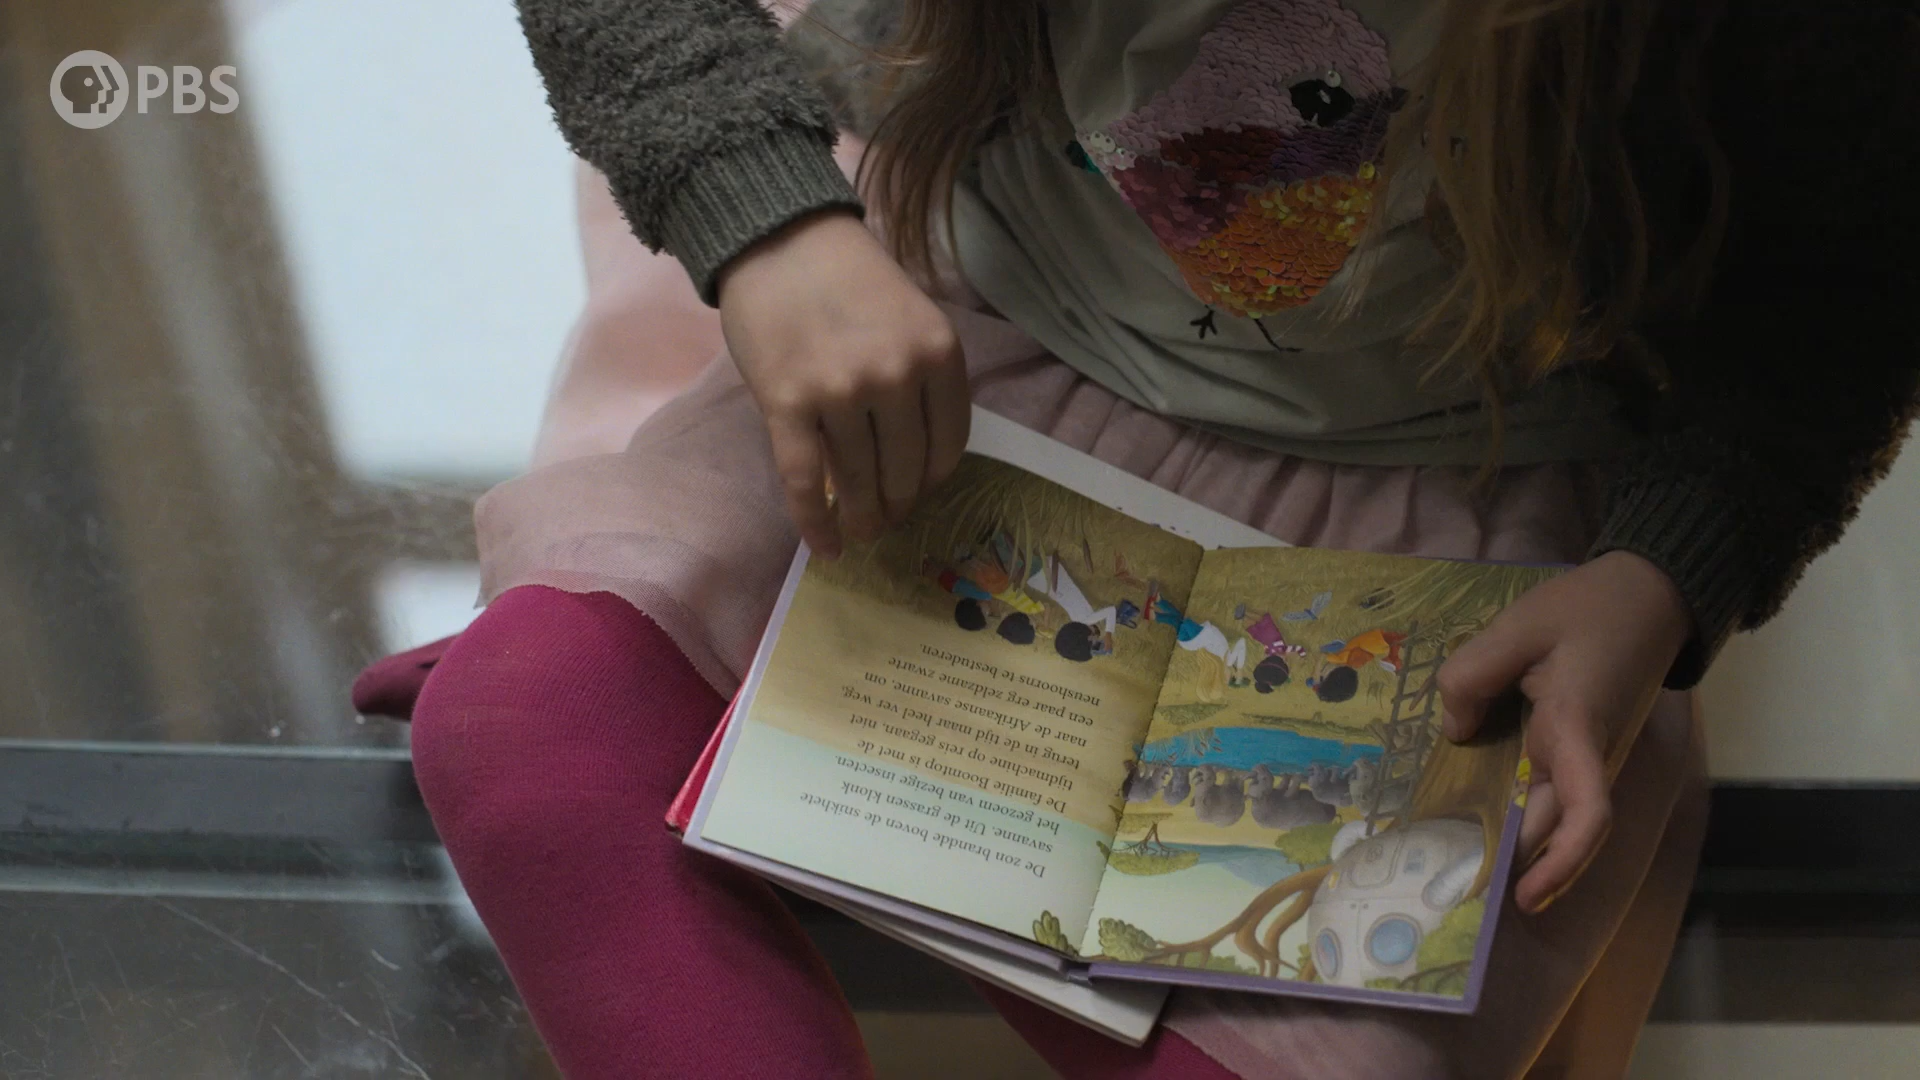 PBS
De zon brandde boven de snikhete
savanne. Uit de grassen klonk
het gezoem van bezige insecten.
De familie Boomtop is met de
tijdmachine op reis gegaan, niet
terug in de tijd maar heel ver weg,
naar de Afrikaanse savanne, om
een paar erg zeldzame zwarte
neushoorns te bestuderen.